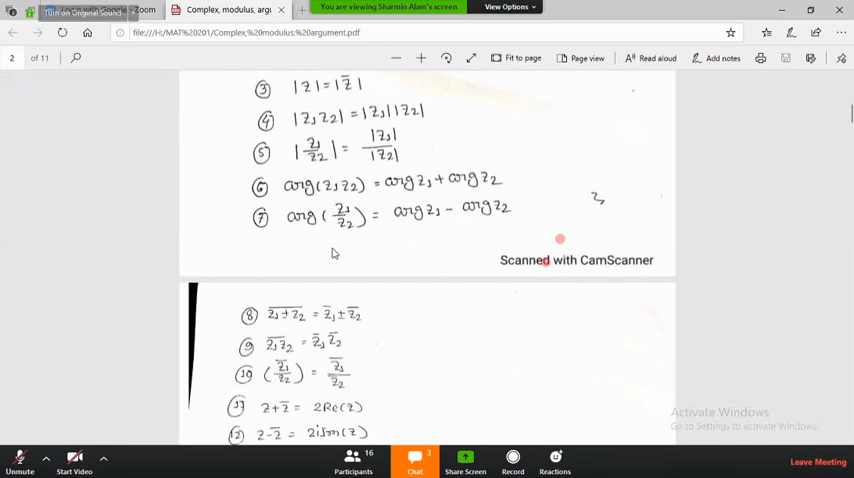 Turn on Original Sound
Complex, modulus, argu
You are viewing Sharmin Alam's screen
View Options
file:///H:/MAT%20201/Complex,%20modulus,%20argument.pdf
2 of 11
Fit to page
Page view
Read aloud
Add notes
③ |z| = |z̅|
④ |z₁z₂| = |z₁||z₂|
⑤ |z₁/z₂| = |z₁|/|z₂|
⑥ arg(z₁z₂) = arg z₁ + arg z₂
⑦ arg(z₁/z₂) = arg z₁ - arg z₂
Scanned with CamScanner
⑧ \overline{z₁±z₂} = z̅₁ ± z̅₂
⑨ \overline{z₁z₂} = z̅₁ z̅₂
⑩ \overline{(z₁/z₂)} = z̅₁/z̅₂
⑪ z+z̅ = 2Re(z)
⑫ z-z̅ = 2iIm(z)
Activate Windows
Go to Settings to activate Windows.
Unmute
Start Video
16
Participants
3
Chat
Share Screen
Record
Reactions
Leave Meeting